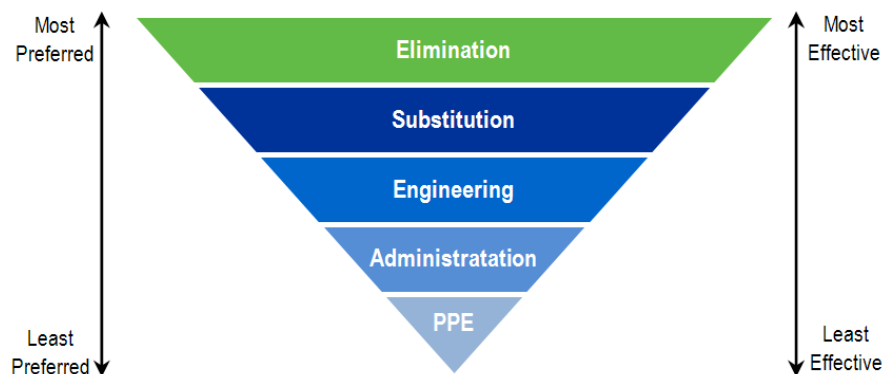 Most
Preferred
Elimination
Most
Effective
Substitution
Engineering
Administratation
PPE
Least
Preferred
Least
Effective